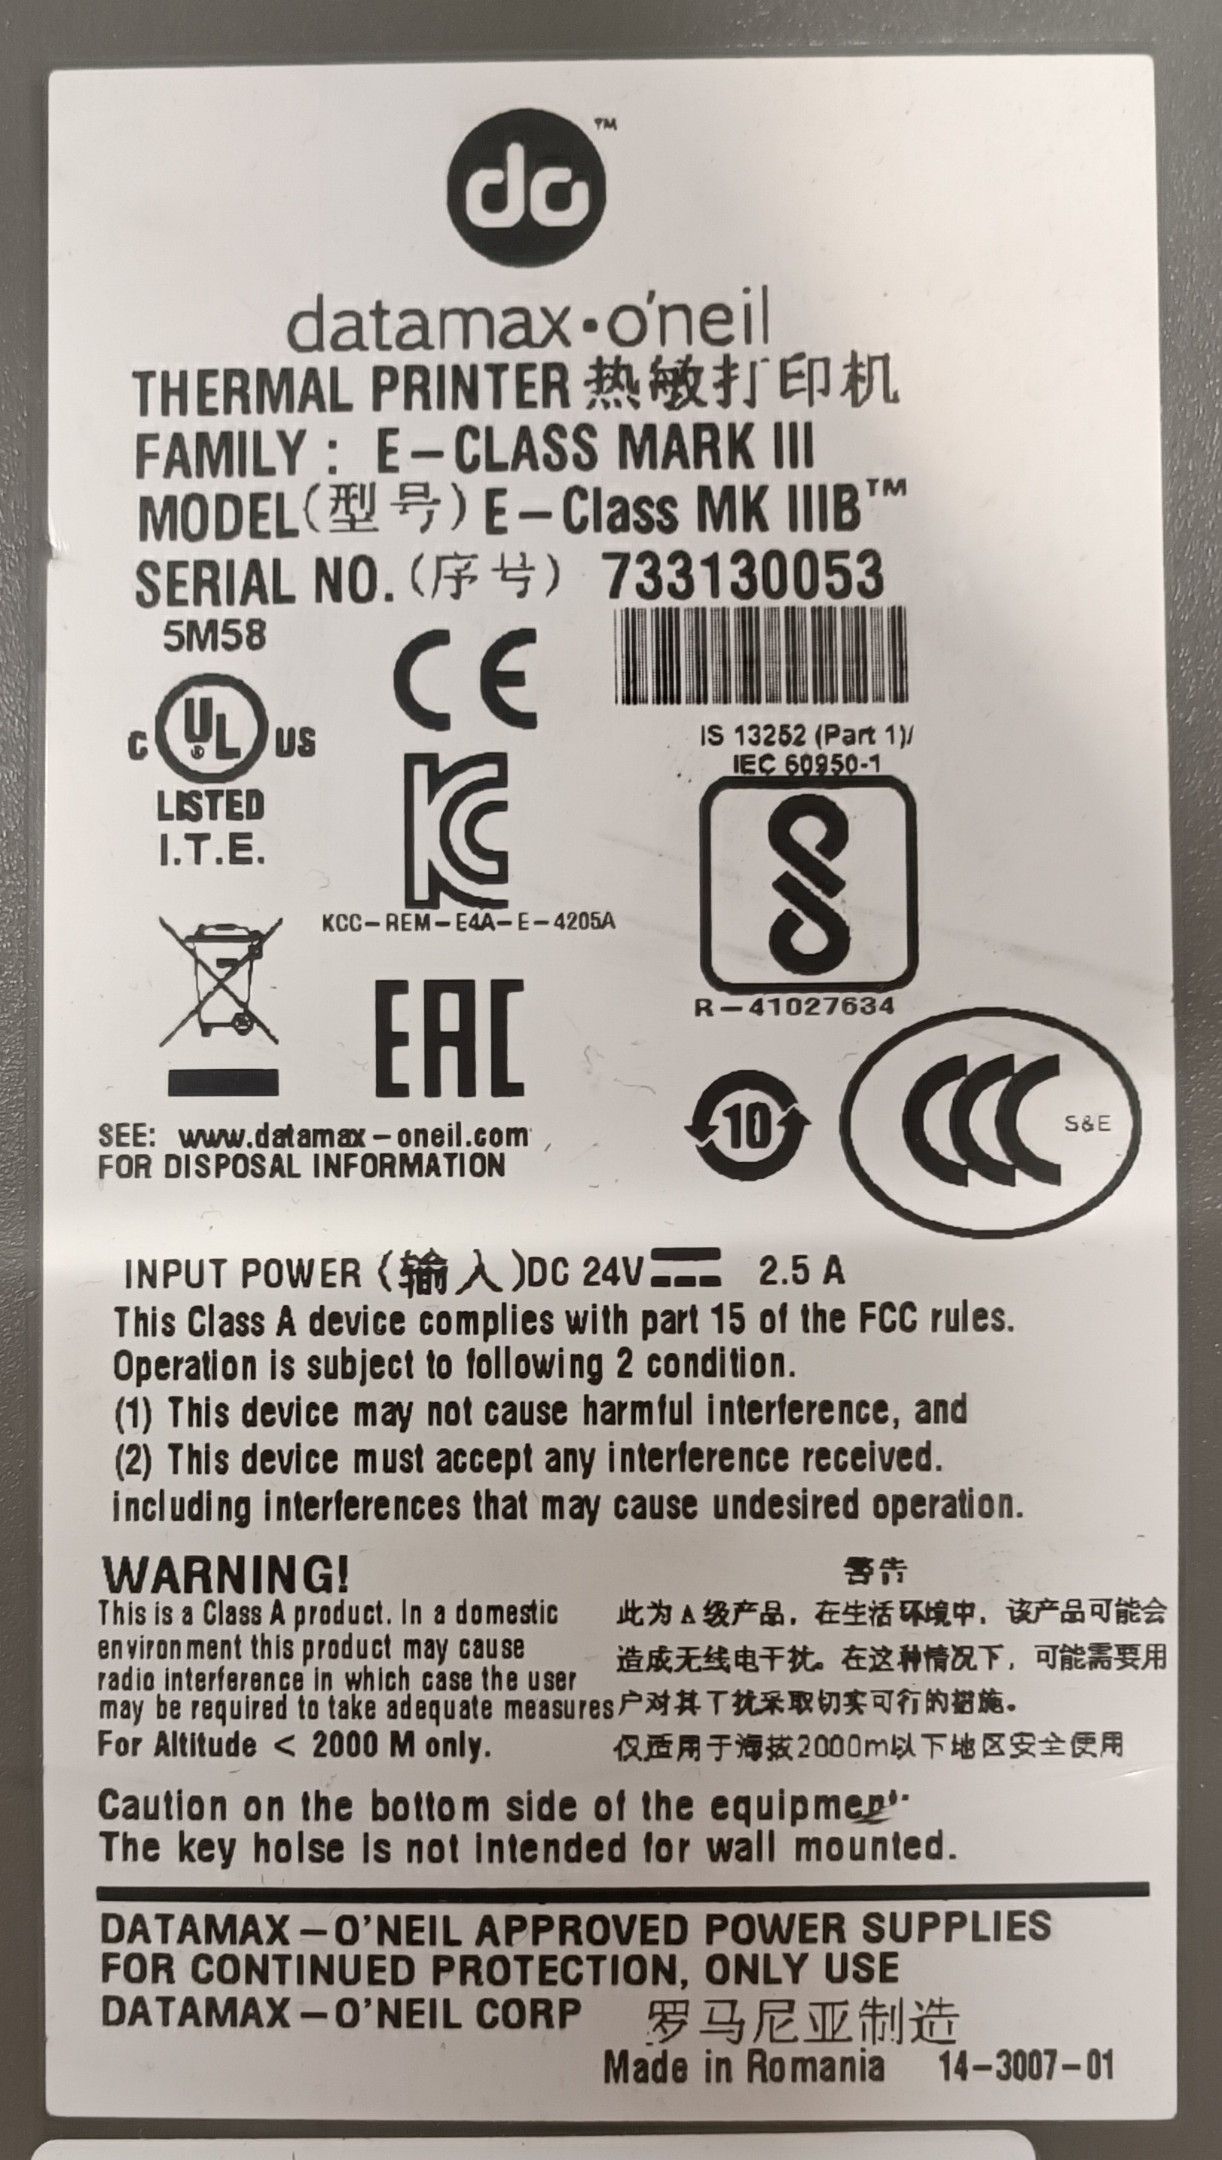 do™
datamax·o'neil
THERMAL PRINTER 热敏打印机
FAMILY : E-CLASS MARK III
MODEL(型号) E-Class MK IIIB™
SERIAL NO. (序号) 733130053
5M58
CE
C UL® US
LISTED
I.T.E.
IS 13252 (Part 1)/
IEC 60950-1
KC
KCC-REM-E4A-E-4205A
R-41027634
EAC
10
CCC S&E
SEE: www.datamax-oneil.com
FOR DISPOSAL INFORMATION
INPUT POWER (输入)DC 24V 2.5 A
This Class A device complies with part 15 of the FCC rules.
Operation is subject to following 2 condition.
(1) This device may not cause harmful interference, and
(2) This device must accept any interference received.
including interferences that may cause undesired operation.
WARNING!
This is a Class A product. In a domestic
environment this product may cause
radio interference in which case the user
may be required to take adequate measures
For Altitude < 2000 M only.
警告
此为 A 级产品，在生活环境中，该产品可能会
造成无线电干扰。在这种情况下，可能需要用
户对其干扰采取切实可行的措施。
仅适用于海拔2000m以下地区安全使用
Caution on the bottom side of the equipment.
The key holse is not intended for wall mounted.
DATAMAX-O'NEIL APPROVED POWER SUPPLIES
FOR CONTINUED PROTECTION, ONLY USE
DATAMAX-O'NEIL CORP 罗马尼亚制造
Made in Romania 14-3007-01